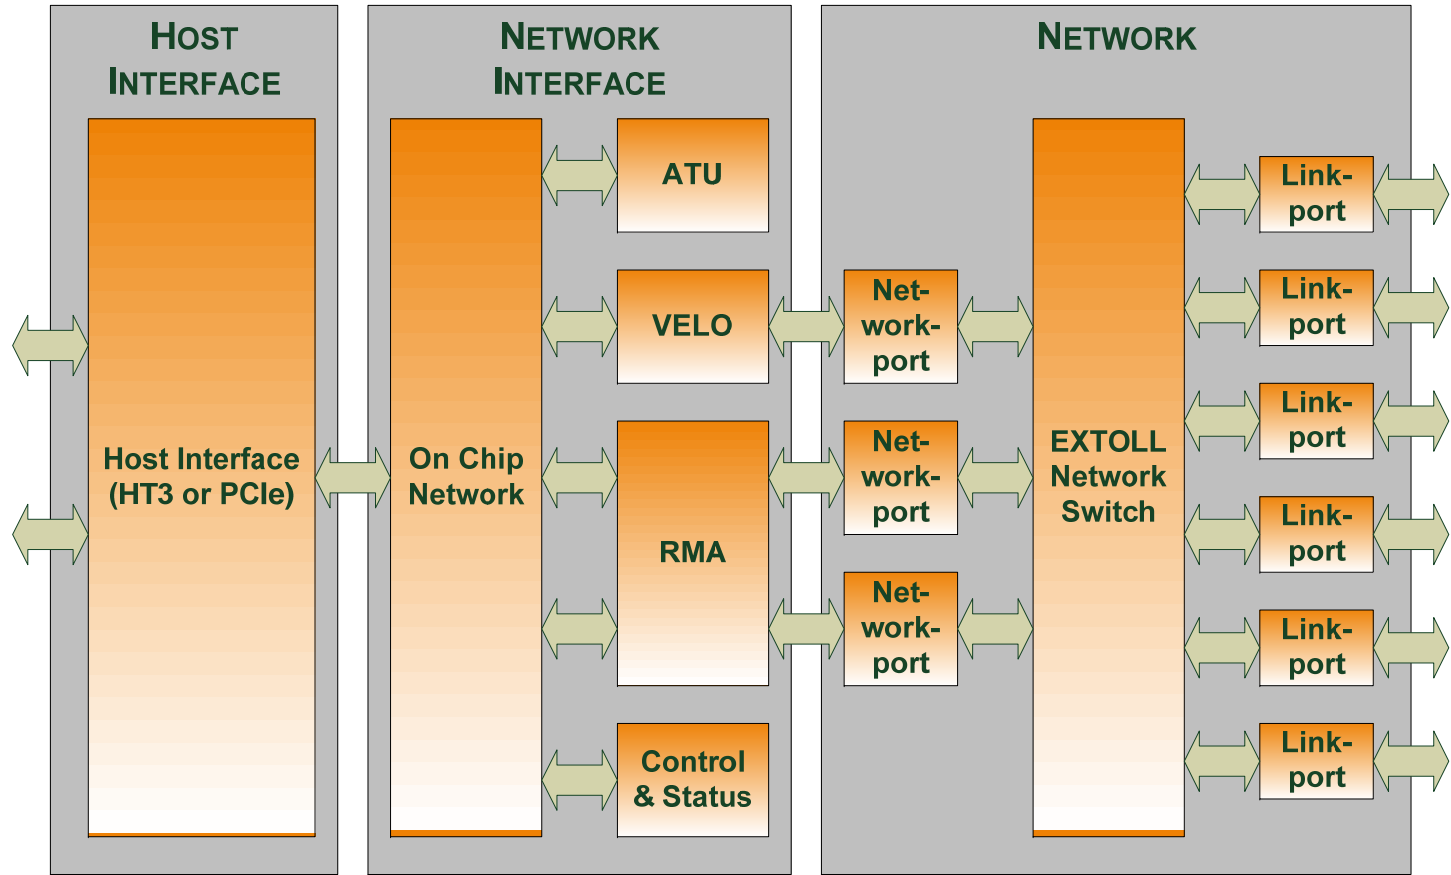 HOST
INTERFACE
Host Interface
(HT3 or PCIe)
NETWORK
INTERFACE
On Chip
Network
ATU
VELO
RMA
Control
& Status
NETWORK
Net-
work-
port
Net-
work-
port
Net-
work-
port
EXTOLL
Network
Switch
Link-
port
Link-
port
Link-
port
Link-
port
Link-
port
Link-
port